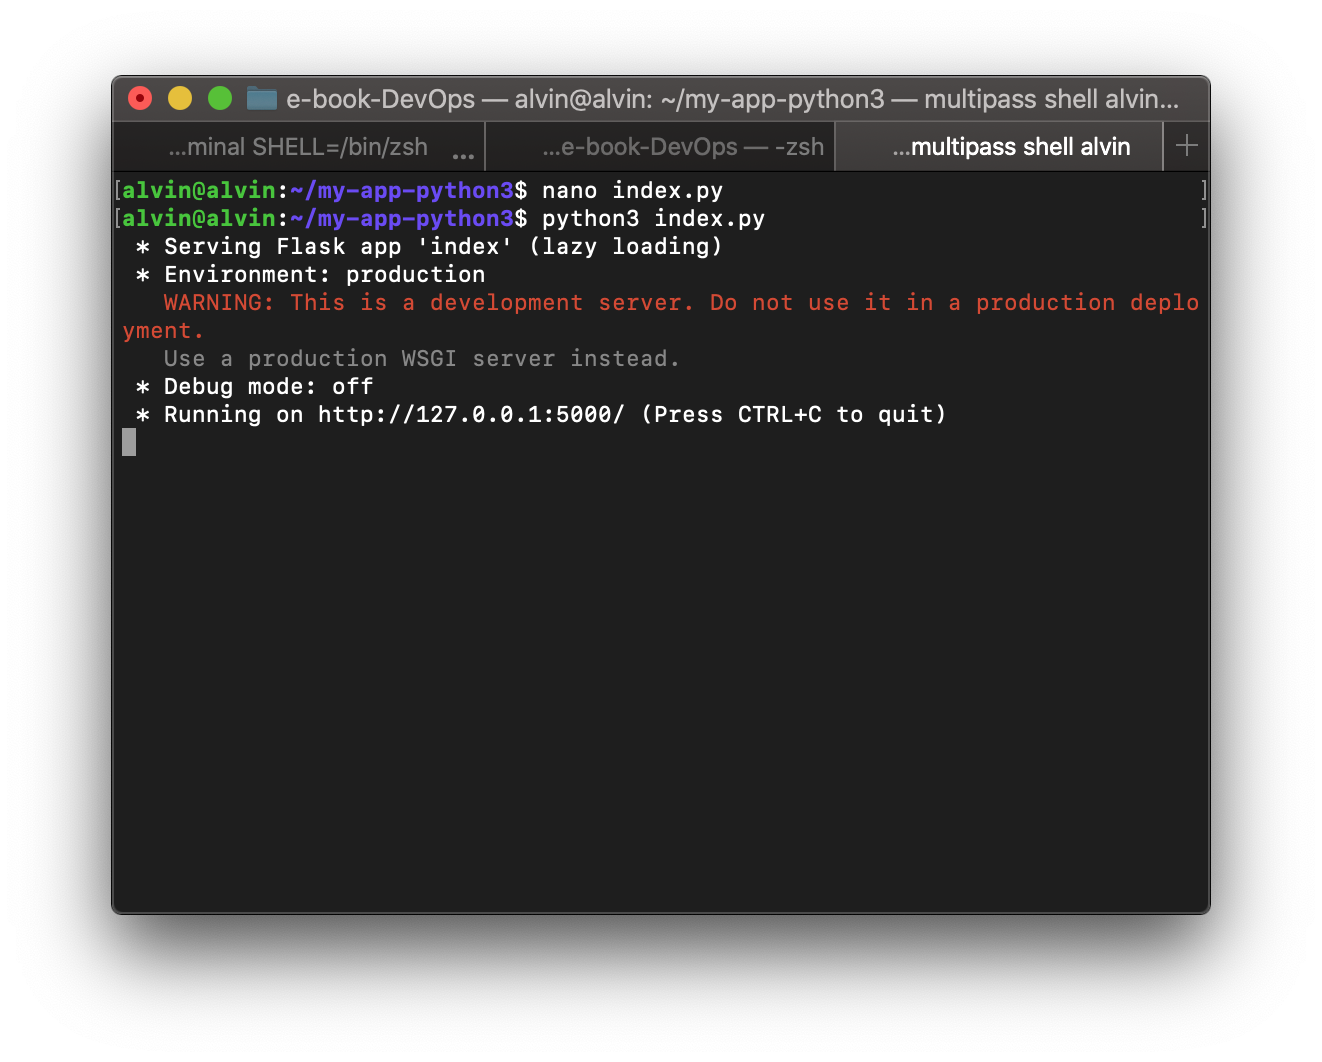 e-book-DevOps — alvin@alvin: ~/my-app-python3 — multipass shell alvin...
...minal SHELL=/bin/zsh ...
...e-book-DevOps — -zsh
...multipass shell alvin
+
[alvin@alvin:~/my-app-python3$ nano index.py ]
[alvin@alvin:~/my-app-python3$ python3 index.py ]
* Serving Flask app 'index' (lazy loading)
* Environment: production
WARNING: This is a development server. Do not use it in a production deplo
yment.
Use a production WSGI server instead.
* Debug mode: off
* Running on http://127.0.0.1:5000/ (Press CTRL+C to quit)